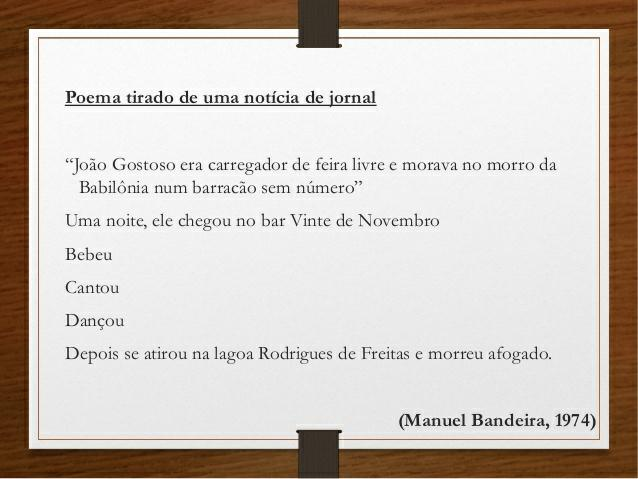 Poema tirado de uma notícia de jornal
“João Gostoso era carregador de feira livre e morava no morro da
Babilônia num barracão sem número”
Uma noite, ele chegou no bar Vinte de Novembro
Bebeu
Cantou
Dançou
Depois se atirou na lagoa Rodrigues de Freitas e morreu afogado.
(Manuel Bandeira, 1974)